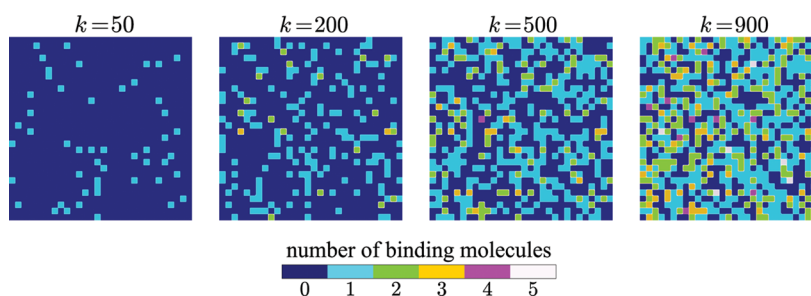 k=50 k=200 k=500 k=900
number of binding molecules
0 1 2 3 4 5